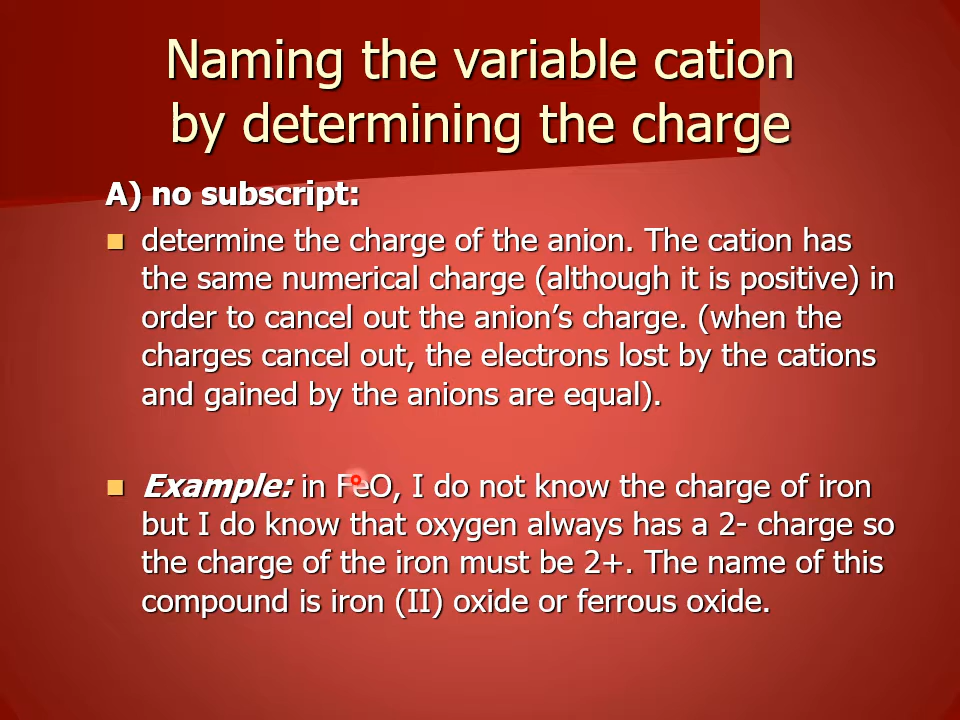 Naming the variable cation
by determining the charge
A) no subscript:
determine the charge of the anion. The cation has
the same numerical charge (although it is positive) in
order to cancel out the anion’s charge. (when the
charges cancel out, the electrons lost by the cations
and gained by the anions are equal).
Example: in FeO, I do not know the charge of iron
but I do know that oxygen always has a 2- charge so
the charge of the iron must be 2+. The name of this
compound is iron (II) oxide or ferrous oxide.